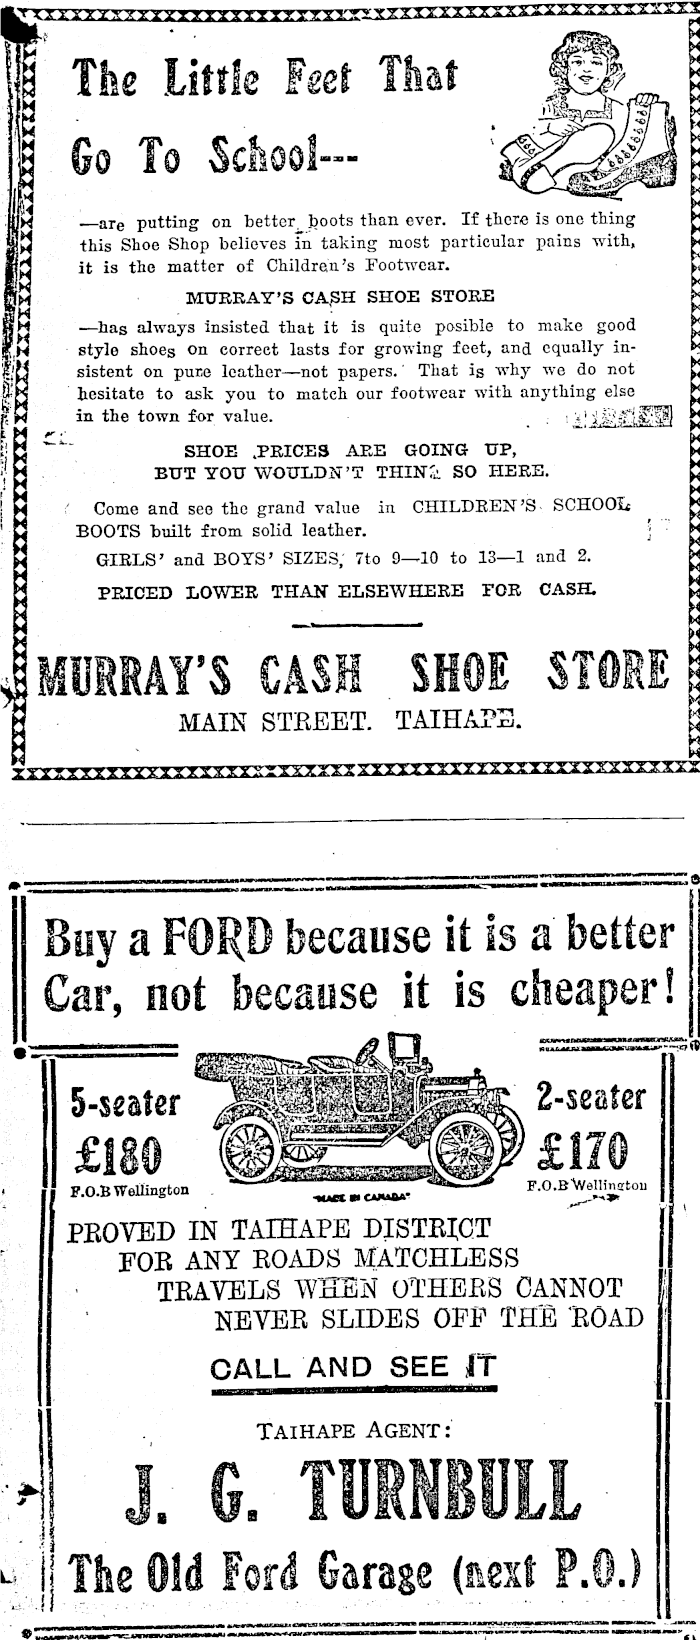 The Little Feet That
Go To School---
—are putting on better boots than ever. If there is one thing
this Shoe Shop believes in taking most particular pains with,
it is the matter of Children's Footwear.
MURRAY'S CASH SHOE STORE
—has always insisted that it is quite posible to make good
style shoes on correct lasts for growing feet, and equally in-
sistent on pure leather—not papers. That is why we do not
hesitate to ask you to match our footwear with anything else
in the town for value.
SHOE PRICES ARE GOING UP,
BUT YOU WOULDN'T THINK SO HERE.
Come and see the grand value in CHILDREN'S SCHOOL
BOOTS built from solid leather.
GIRLS' and BOYS' SIZES, 7to 9—10 to 13—1 and 2.
PRICED LOWER THAN ELSEWHERE FOR CASH.
MURRAY'S CASH SHOE STORE
MAIN STREET. TAIHAPE.
Buy a FORD because it is a better
Car, not because it is cheaper!
5-seater
£180
F.O.B Wellington
2-seater
£170
F.O.B Wellington
"MADE IN CANADA"
PROVED IN TAIHAPE DISTRICT
FOR ANY ROADS MATCHLESS
TRAVELS WHEN OTHERS CANNOT
NEVER SLIDES OFF THE ROAD
CALL AND SEE IT
TAIHAPE AGENT:
J. G. TURNBULL
The Old Ford Garage (next P.O.)